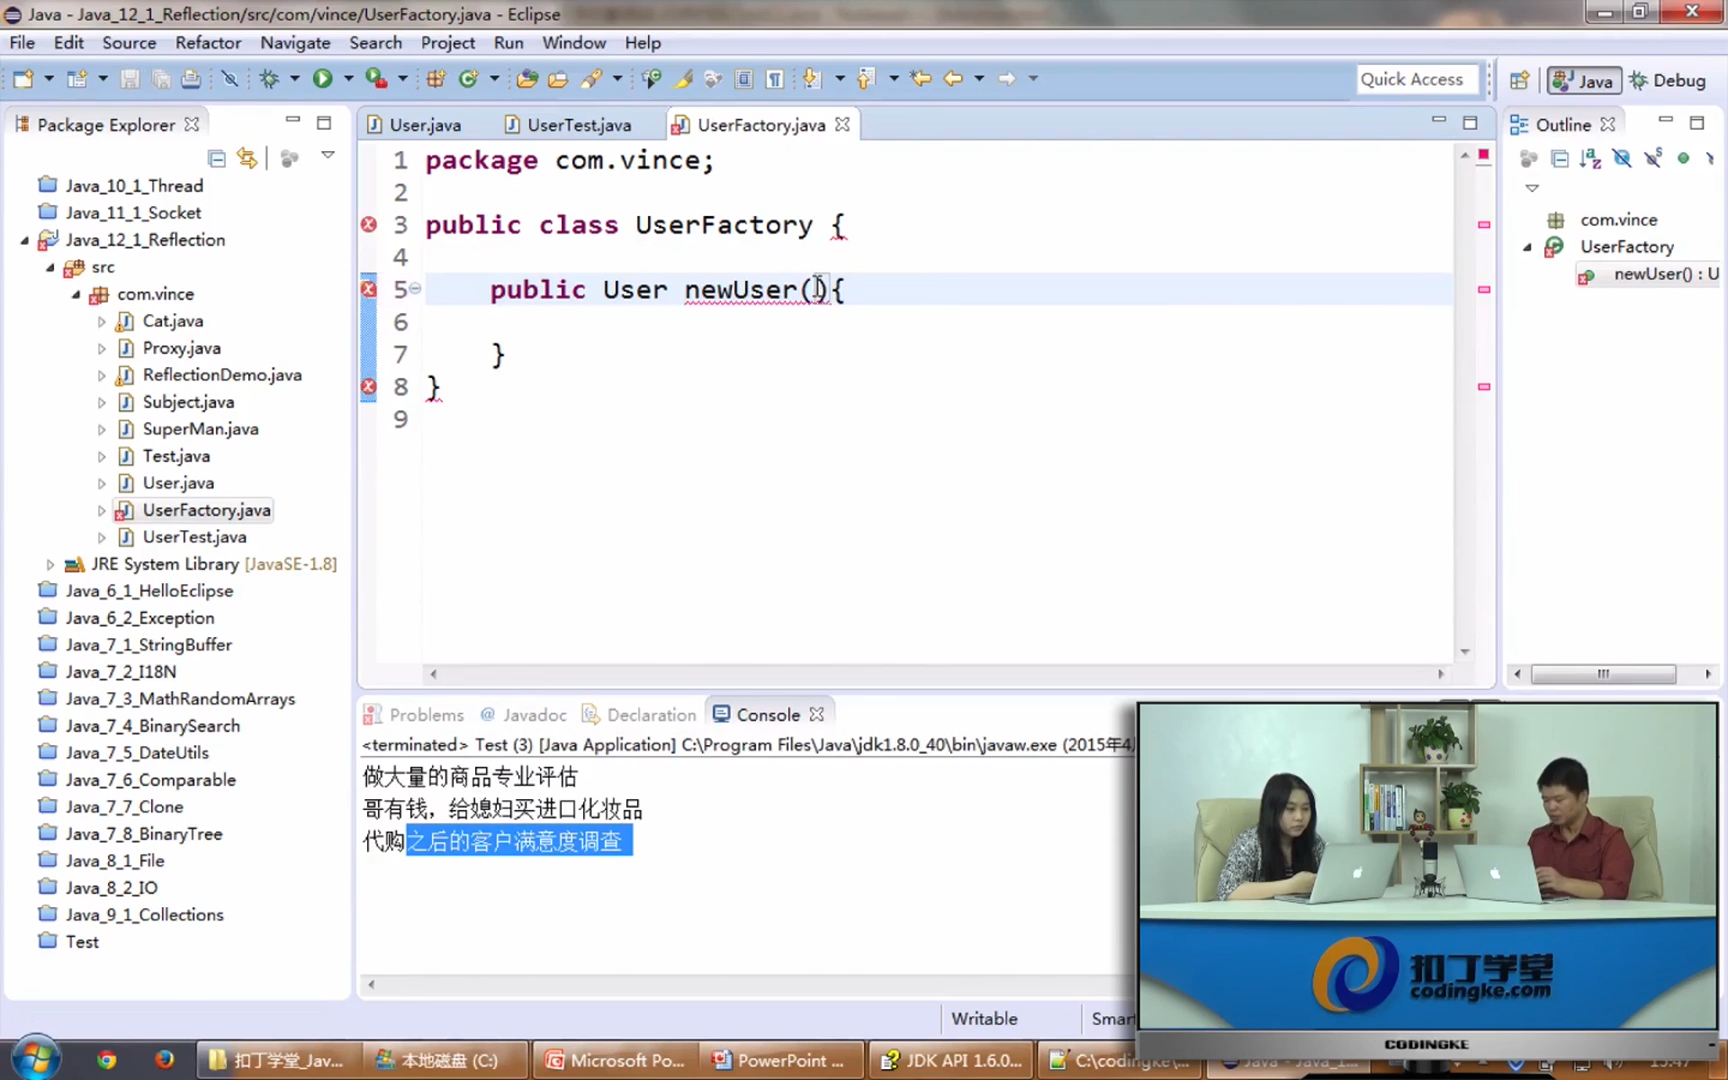 Java - Java_12_1_Reflection/src/com/vince/UserFactory.java - Eclipse
File Edit Source Refactor Navigate Search Project Run Window Help
Quick Access
Java
Debug
Package Explorer
Java_10_1_Thread
Java_11_1_Socket
Java_12_1_Reflection
src
com.vince
Cat.java
Proxy.java
ReflectionDemo.java
Subject.java
SuperMan.java
Test.java
User.java
UserFactory.java
UserTest.java
JRE System Library [JavaSE-1.8]
Java_6_1_HelloEclipse
Java_6_2_Exception
Java_7_1_StringBuffer
Java_7_2_I18N
Java_7_3_MathRandomArrays
Java_7_4_BinarySearch
Java_7_5_DateUtils
Java_7_6_Comparable
Java_7_7_Clone
Java_7_8_BinaryTree
Java_8_1_File
Java_8_2_IO
Java_9_1_Collections
Test
User.java UserTest.java UserFactory.java
1 package com.vince;
2
3 public class UserFactory {
4
5 public User newUser(){
6
7 }
8 }
9
Outline
com.vince
UserFactory
newUser() : U
Problems Javadoc Declaration Console
<terminated> Test (3) [Java Application] C:\Program Files\Java\jdk1.8.0_40\bin\javaw.exe (2015年4
做大量的商品专业评估
哥有钱，给媳妇买进口化妆品
代购之后的客户满意度调查
扣丁学堂
codingke.com
CODINGKE
Writable
Smar
扣丁学堂_Jav...
本地磁盘 (C:)
Microsoft Po...
PowerPoint ...
JDK API 1.6.0...
C:\codingke\...